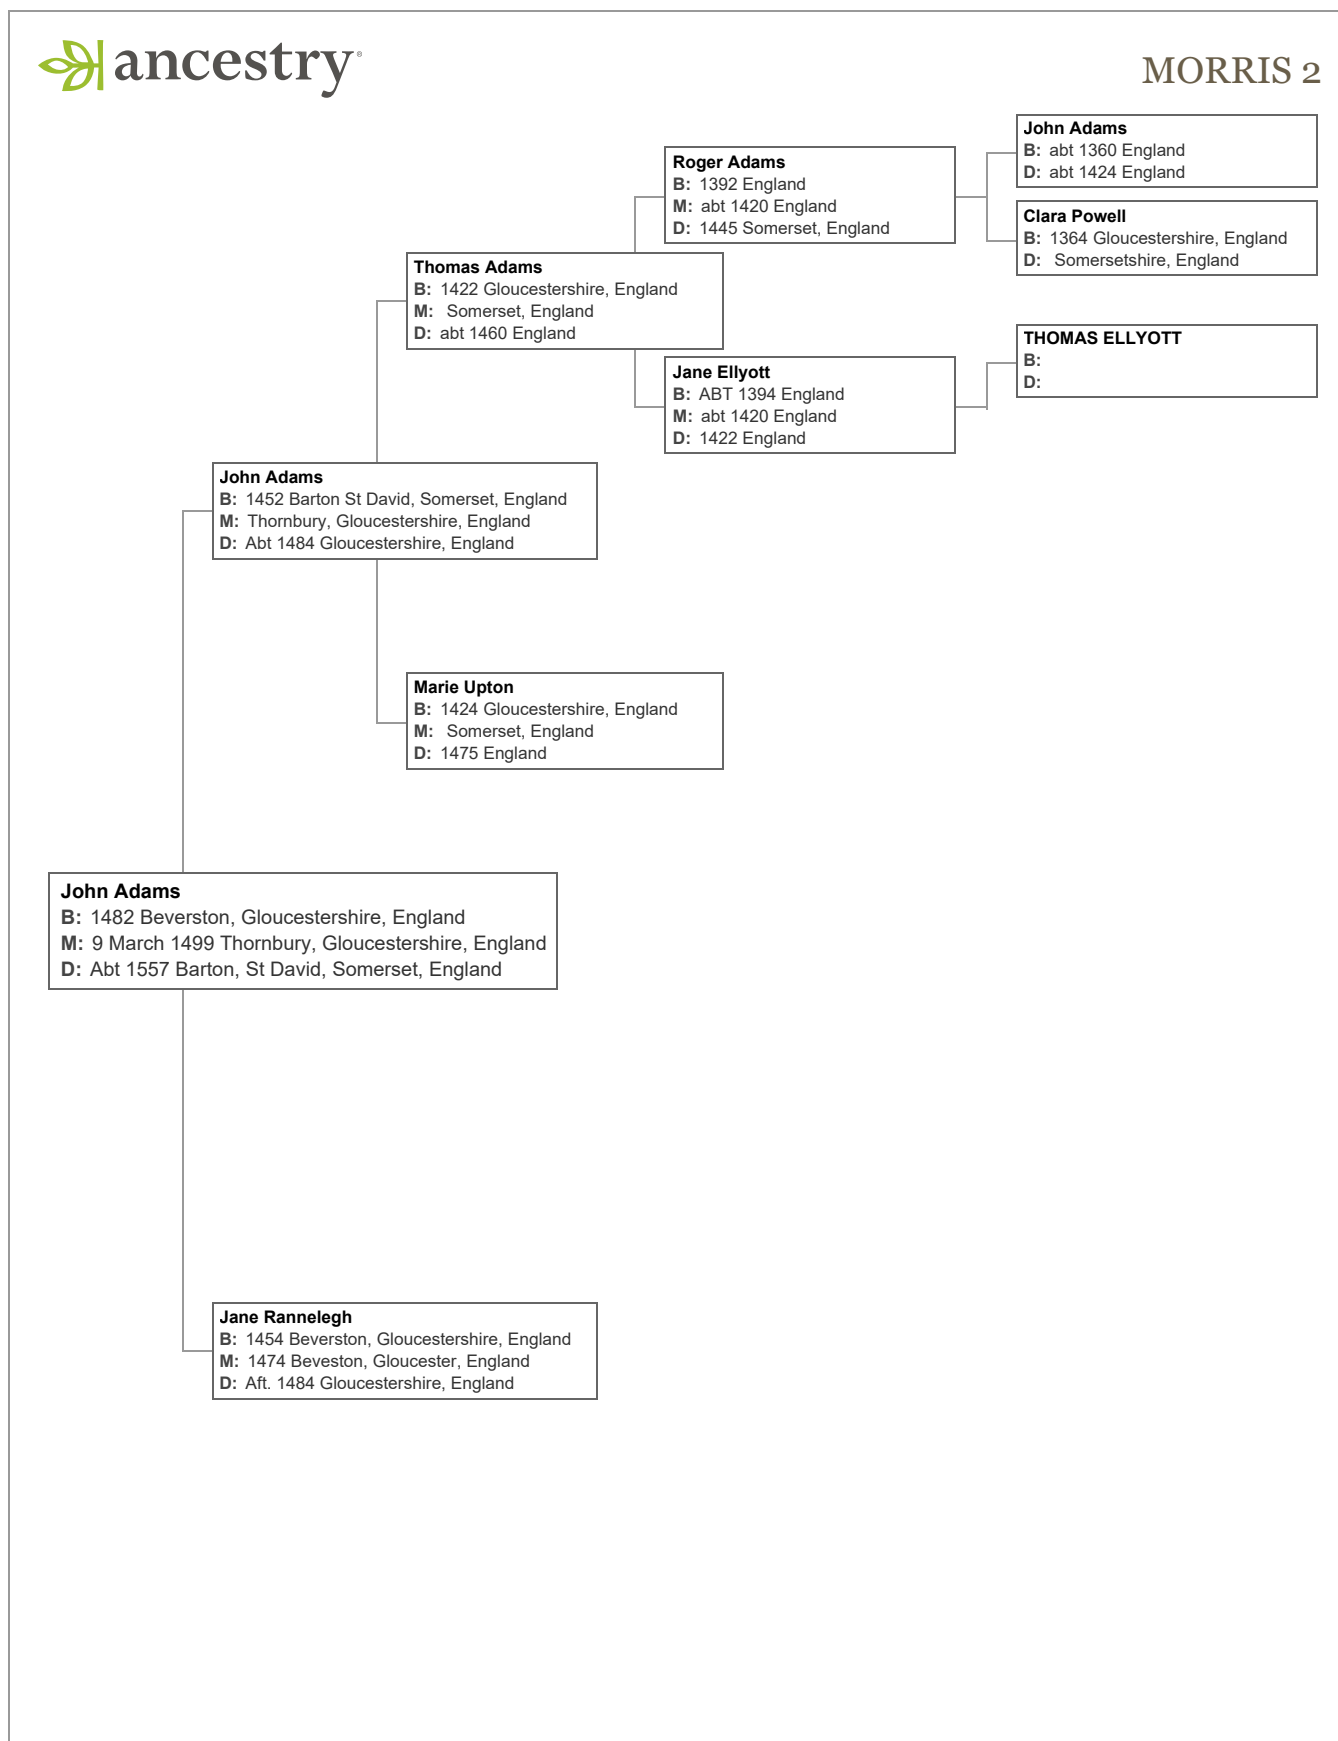 ancestry®
MORRIS 2
John Adams
B: abt 1360 England
D: abt 1424 England
Roger Adams
B: 1392 England
M: abt 1420 England
D: 1445 Somerset, England
Clara Powell
B: 1364 Gloucestershire, England
D: Somersetshire, England
Thomas Adams
B: 1422 Gloucestershire, England
M: Somerset, England
D: abt 1460 England
THOMAS ELLYOTT
B:
D:
Jane Ellyott
B: ABT 1394 England
M: abt 1420 England
D: 1422 England
John Adams
B: 1452 Barton St David, Somerset, England
M: Thornbury, Gloucestershire, England
D: Abt 1484 Gloucestershire, England
Marie Upton
B: 1424 Gloucestershire, England
M: Somerset, England
D: 1475 England
John Adams
B: 1482 Beverston, Gloucestershire, England
M: 9 March 1499 Thornbury, Gloucestershire, England
D: Abt 1557 Barton, St David, Somerset, England
Jane Rannelegh
B: 1454 Beverston, Gloucestershire, England
M: 1474 Beveston, Gloucester, England
D: Aft. 1484 Gloucestershire, England